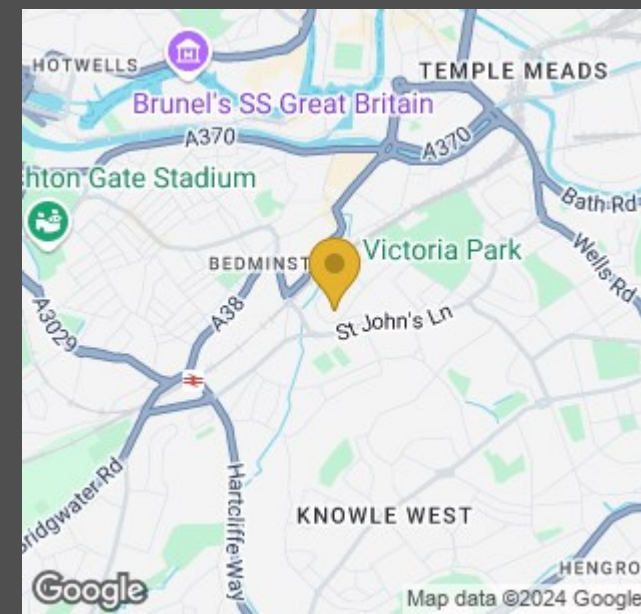 HOTWELLS
TEMPLE MEADS
Brunel's SS Great Britain
A370
A370
hton Gate Stadium
Bath Rd
Victoria Park
BEDMINST
Wells Rd
A38
St John's Ln
A3029
Bridgwater Rd
Hartcliffe Way
KNOWLE WEST
HENGRO
Google
Map data ©2024 Google